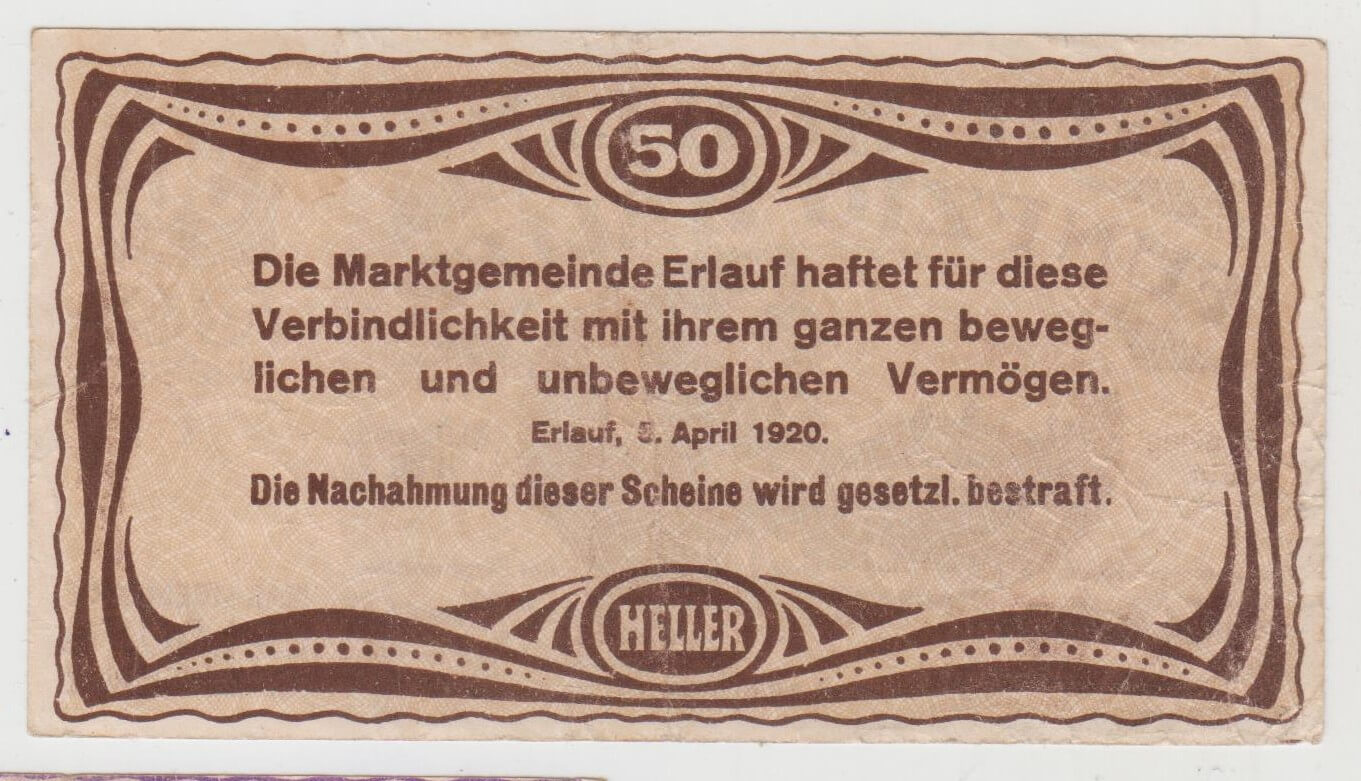 50
Die Marktgemeinde Erlauf haftet für diese
Verbindlichkeit mit ihrem ganzen beweg-
lichen und unbeweglichen Vermögen.
Erlauf, 5. April 1920.
Die Nachahmung dieser Scheine wird gesetzl. bestraft.
HELLER